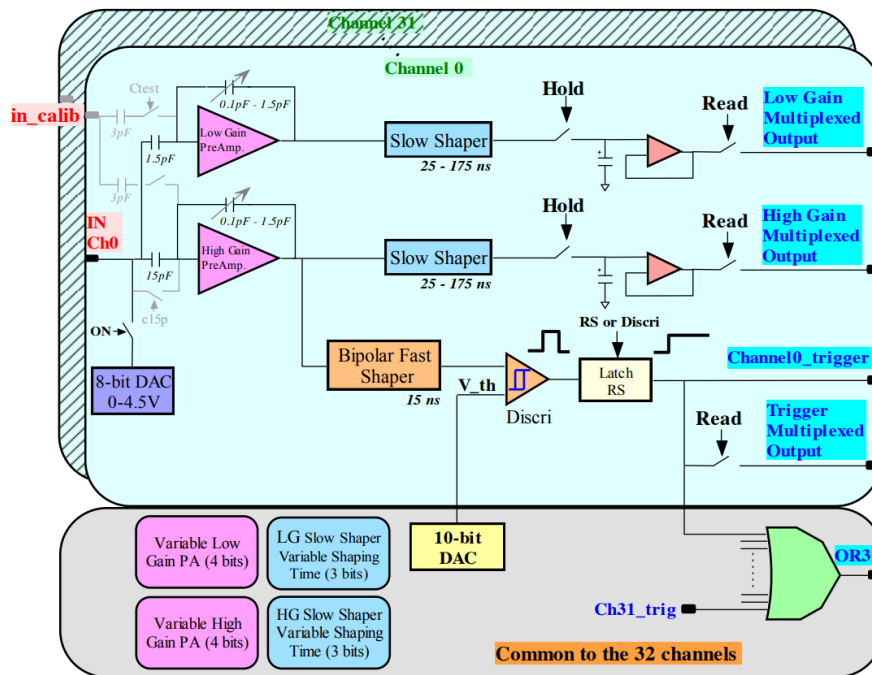 Channel 31
Channel 0
in_calib
Ctest
3pF
1.5pF
0.1pF - 1.5pF
Low Gain
PreAmp.
Slow Shaper
25 - 175 ns
Hold
Read
Low Gain
Multiplexed
Output
3pF
IN
Ch0
15pF
c15p
0.1pF - 1.5pF
High Gain
PreAmp.
Slow Shaper
25 - 175 ns
Hold
Read
High Gain
Multiplexed
Output
ON
8-bit DAC
0-4.5V
Bipolar Fast
Shaper
15 ns
V_th
Discri
RS or Discri
Latch
RS
Channel0_trigger
Read
Trigger
Multiplexed
Output
Variable Low
Gain PA (4 bits)
LG Slow Shaper
Variable Shaping
Time (3 bits)
10-bit
DAC
Variable High
Gain PA (4 bits)
HG Slow Shaper
Variable Shaping
Time (3 bits)
Ch31_trig
OR3
Common to the 32 channels